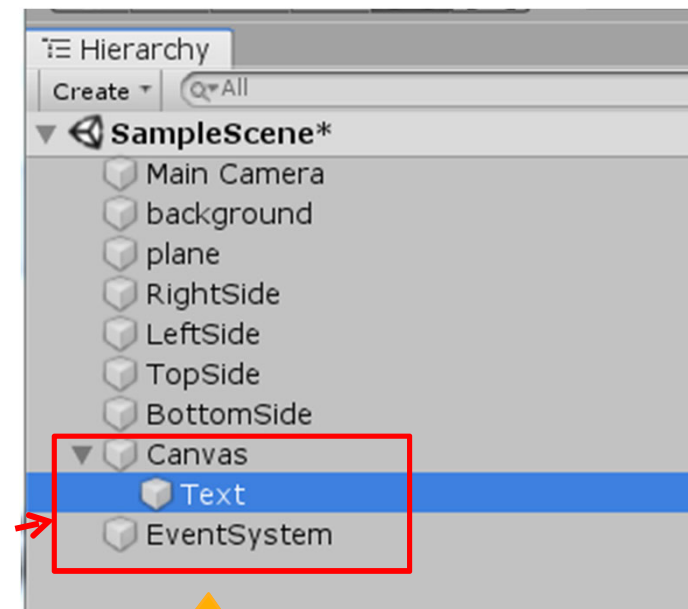 Hierarchy
Create All
SampleScene*
Main Camera
background
plane
RightSide
LeftSide
TopSide
BottomSide
Canvas
Text
EventSystem